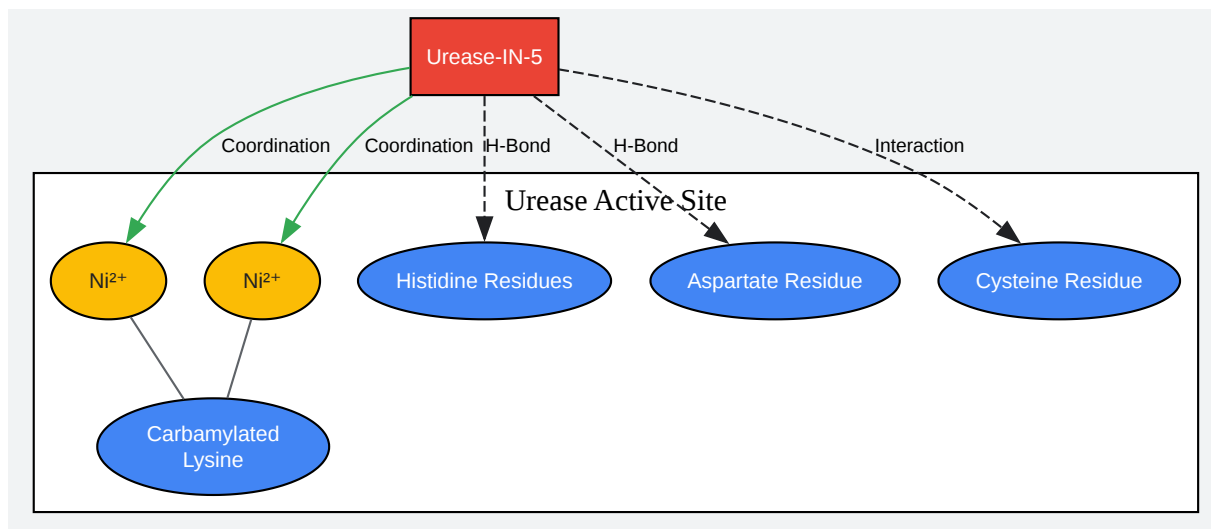 Urease-IN-5
Coordination
Coordination
H-Bond
H-Bond
Interaction
Urease Active Site
Ni²⁺
Ni²⁺
Histidine Residues
Aspartate Residue
Cysteine Residue
Carbamylated
Lysine